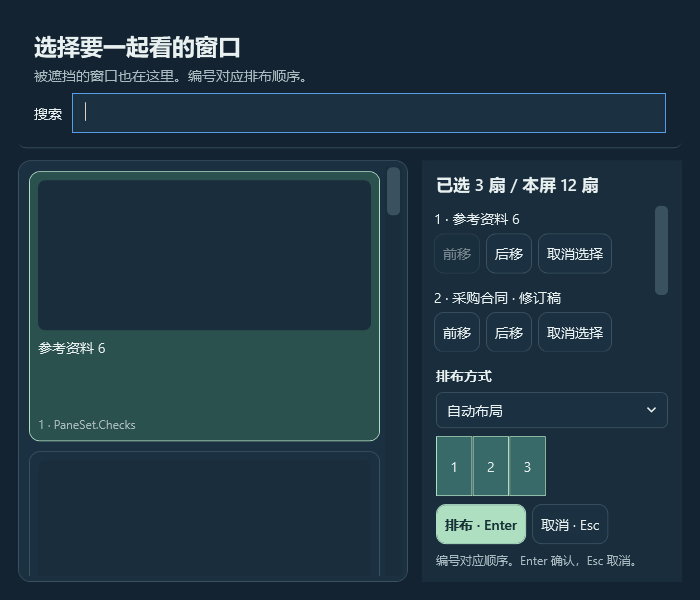 选择要一起看的窗口
被遮挡的窗口也在这里。编号对应排布顺序。
搜索
参考资料 6
1 · PaneSet.Checks
已选 3 扇 / 本屏 12 扇
1 · 参考资料 6
前移 后移 取消选择
2 · 采购合同 · 修订稿
前移 后移 取消选择
排布方式
自动布局
1 2 3
排布 · Enter 取消 · Esc
编号对应顺序。Enter 确认，Esc 取消。